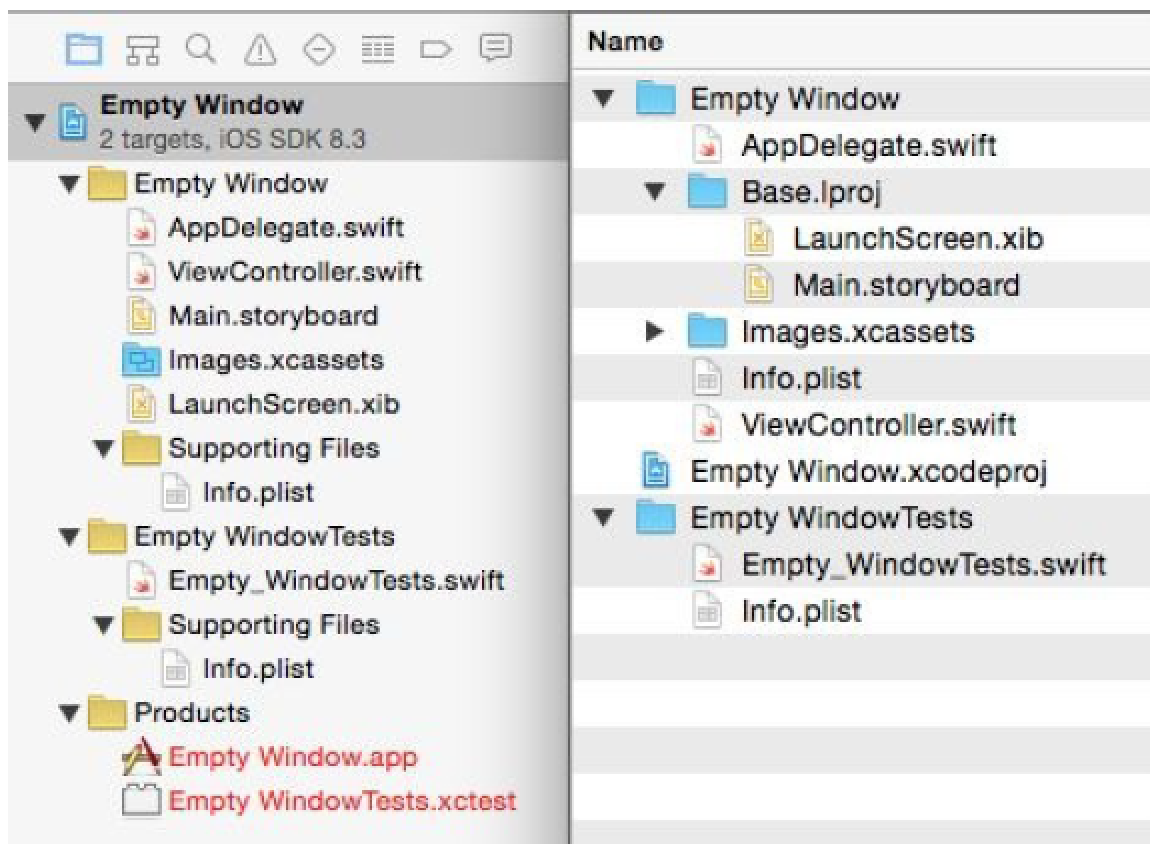 Empty Window
2 targets, iOS SDK 8.3
Empty Window
AppDelegate.swift
ViewController.swift
Main.storyboard
Images.xcassets
LaunchScreen.xib
Supporting Files
Info.plist
Empty WindowTests
Empty_WindowTests.swift
Supporting Files
Info.plist
Products
Empty Window.app
Empty WindowTests.xctest
Name
Empty Window
AppDelegate.swift
Base.lproj
LaunchScreen.xib
Main.storyboard
Images.xcassets
Info.plist
ViewController.swift
Empty Window.xcodeproj
Empty WindowTests
Empty_WindowTests.swift
Info.plist